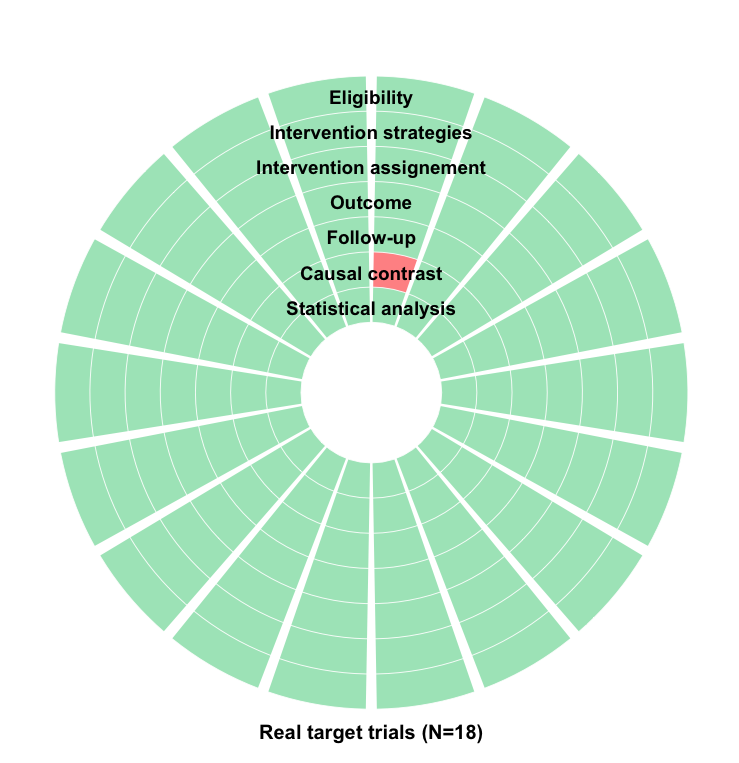 Eligibility
Intervention strategies
Intervention assignement
Outcome
Follow-up
Causal contrast
Statistical analysis
Real target trials (N=18)